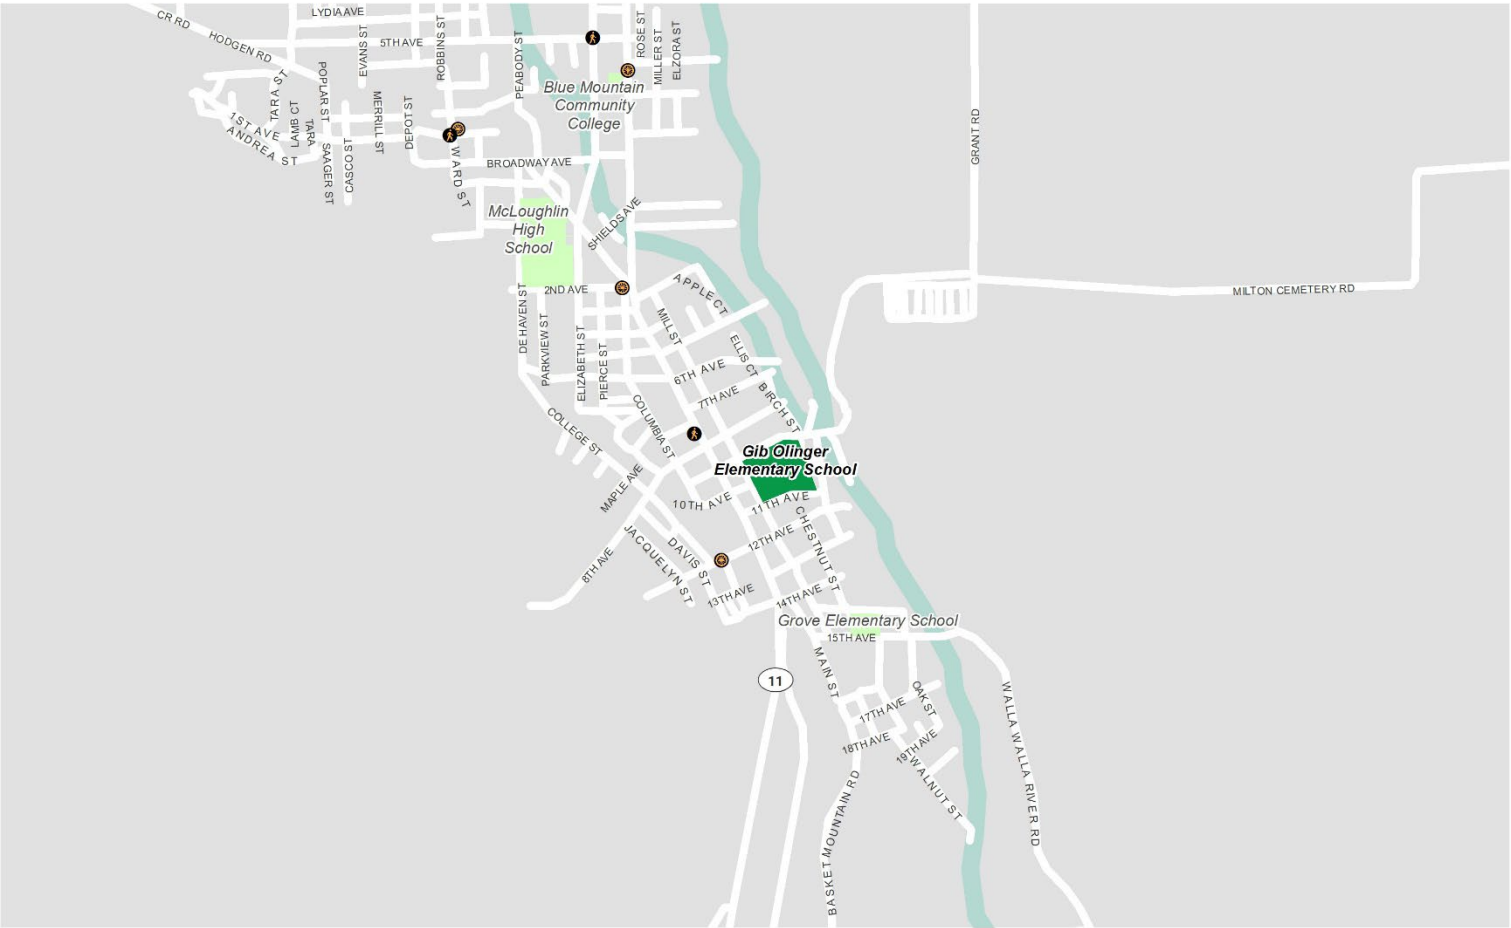 LYDIA AVE
CR RD
HODGEN RD
5TH AVE
EVANS ST
ROBBINS ST
PEABODY ST
ROSE ST
MILLER ST
ELZORA ST
TARA ST
POPLAR ST
LAMB CT
TARA
MERRILL ST
DEPOT ST
Blue Mountain
Community
College
1ST AVE
ANDREA ST
SAAGER ST
CASCO ST
WARD ST
BROADWAY AVE
GRANT RD
McLoughlin
High
School
SHIELDS AVE
2ND AVE
APPLE CT
MILTON CEMETERY RD
DE HAVEN ST
PARKVIEW ST
ELIZABETH ST
PIERCE ST
MILL ST
ELLIS CT
6TH AVE
7TH AVE
BIRCH ST
COLLEGE ST
COLUMBIA ST
Gib Olinger
Elementary School
MAPLE AVE
10TH AVE
11TH AVE
CHESTNUT ST
12TH AVE
JACQUELYN ST
DAVIS ST
8TH AVE
13TH AVE
14TH AVE
Grove Elementary School
15TH AVE
MAIN ST
11
OAK ST
17TH AVE
18TH AVE
19TH AVE
WALNUT ST
WALLA WALLA RIVER RD
BASKET MOUNTAIN RD